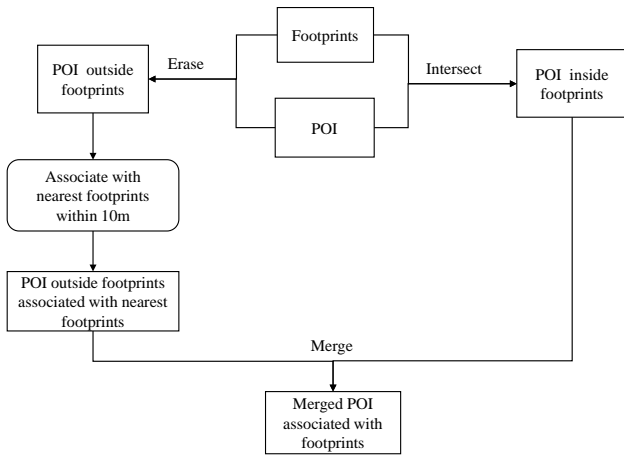 Footprints
Erase
Intersect
POI outside
footprints
POI inside
footprints
POI
Associate with
nearest footprints
within 10m
POI outside footprints
associated with nearest
footprints
Merge
Merged POI
associated with
footprints